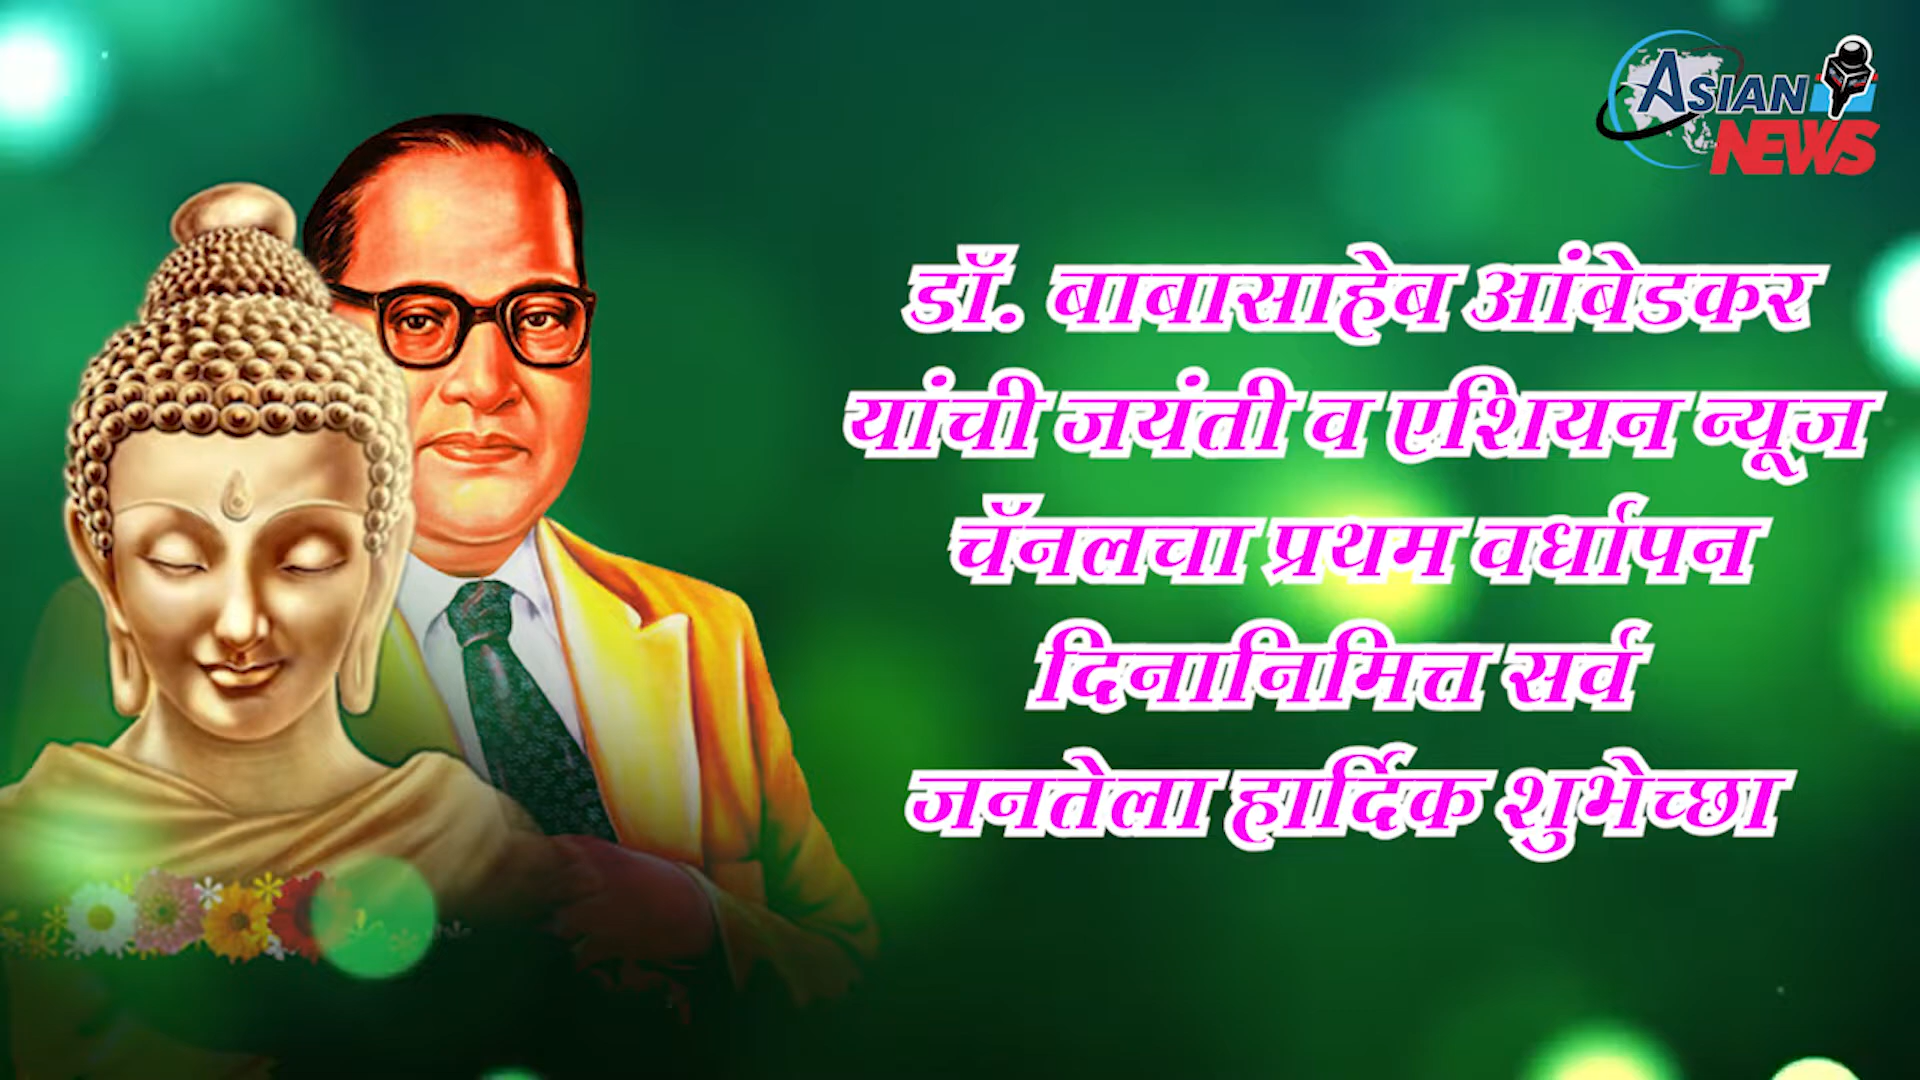 ASIAN
NEWS
डॉ. बाबासाहेब आंबेडकर
यांची जयंती व एशियन न्यूज
चॅनलचा प्रथम वर्धापन
दिनानिमित्त सर्व
जनतेला हार्दिक शुभेच्छा